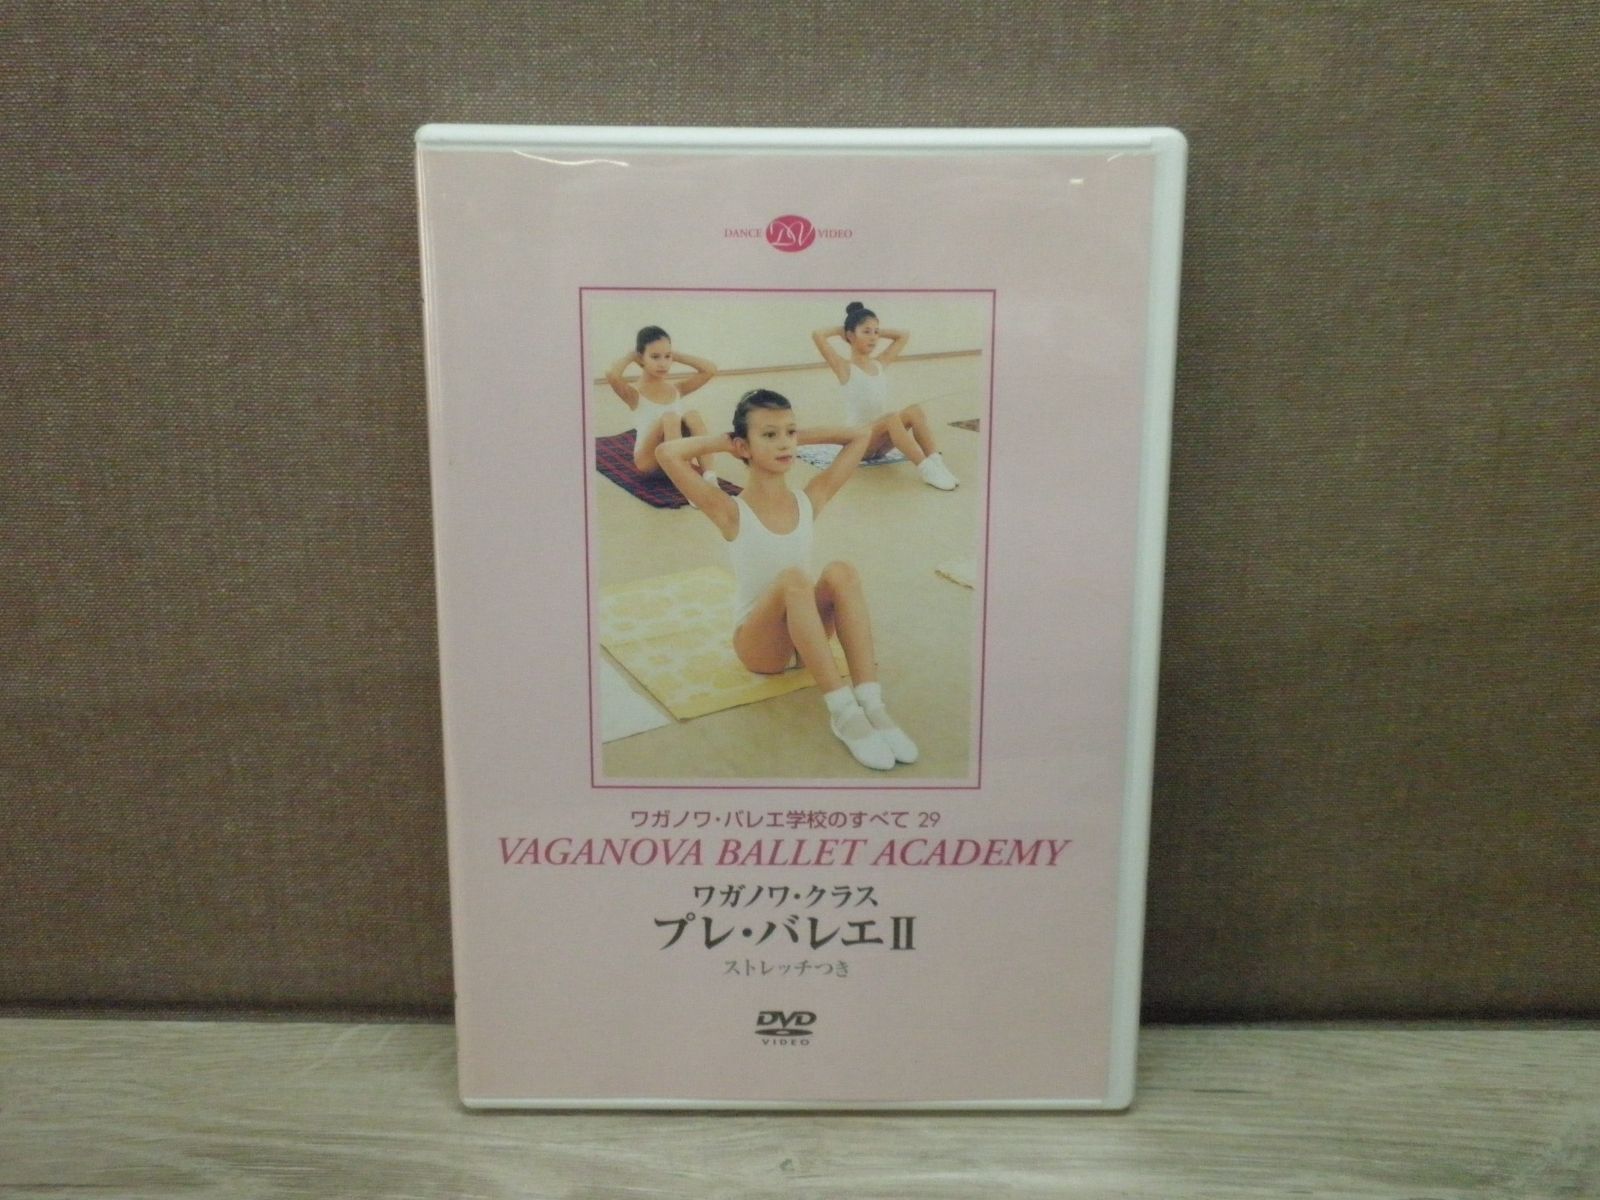 DANCE DV VIDEO
ワガノワ・バレエ学校のすべて 29
VAGANOVA BALLET ACADEMY
ワガノワ・クラス
プレ・バレエⅡ
ストレッチつき
DVD
VIDEO